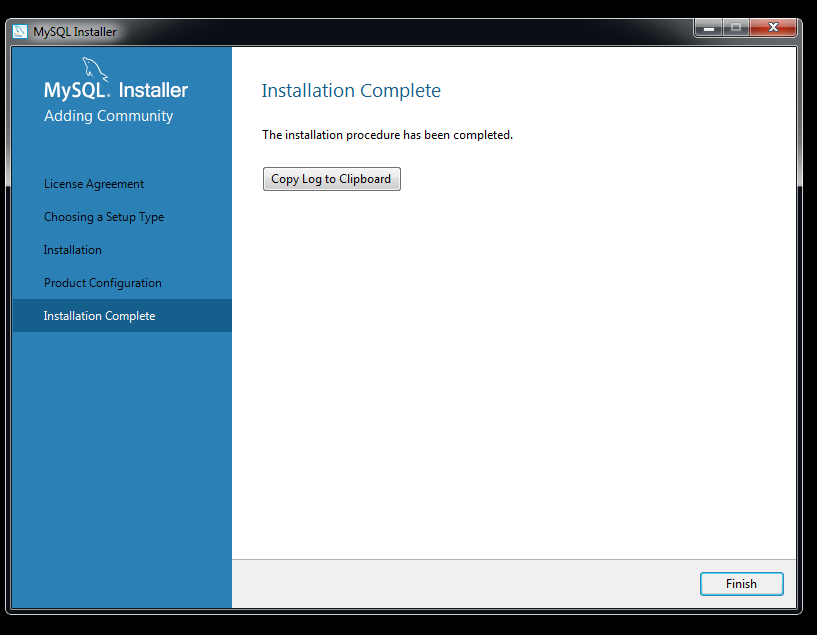 MySQL Installer
MySQL. Installer
Adding Community
License Agreement
Choosing a Setup Type
Installation
Product Configuration
Installation Complete
Installation Complete
The installation procedure has been completed.
Copy Log to Clipboard
Finish